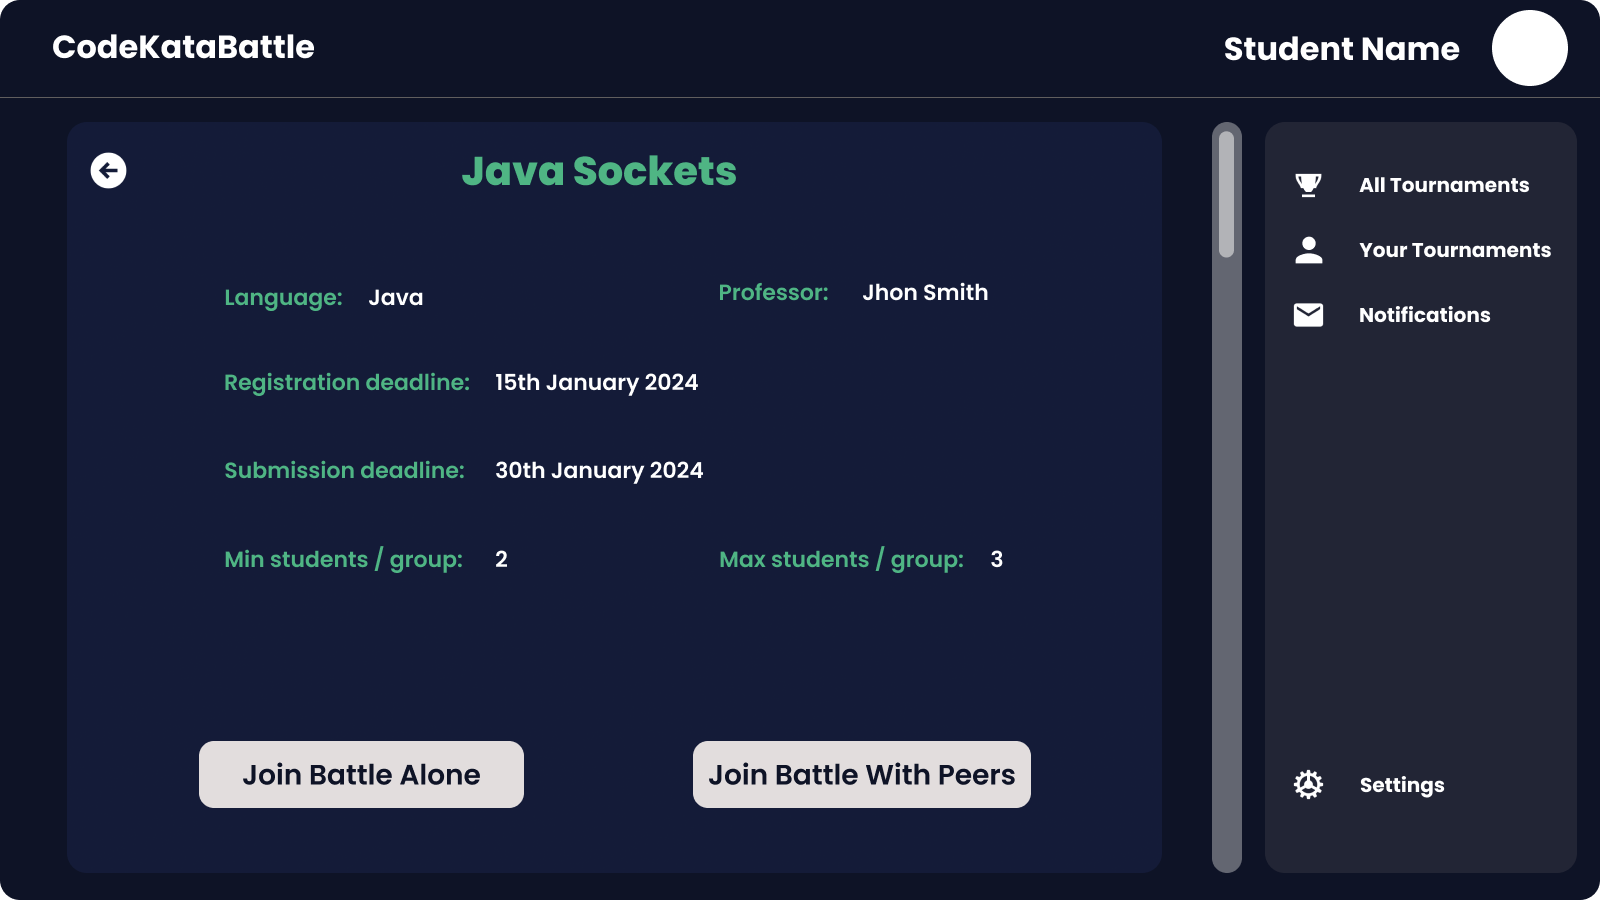 CodeKataBattle
Student Name
Java Sockets
Language: Java
Professor: Jhon Smith
Registration deadline: 15th January 2024
Submission deadline: 30th January 2024
Min students / group: 2
Max students / group: 3
Join Battle Alone
Join Battle With Peers
All Tournaments
Your Tournaments
Notifications
Settings